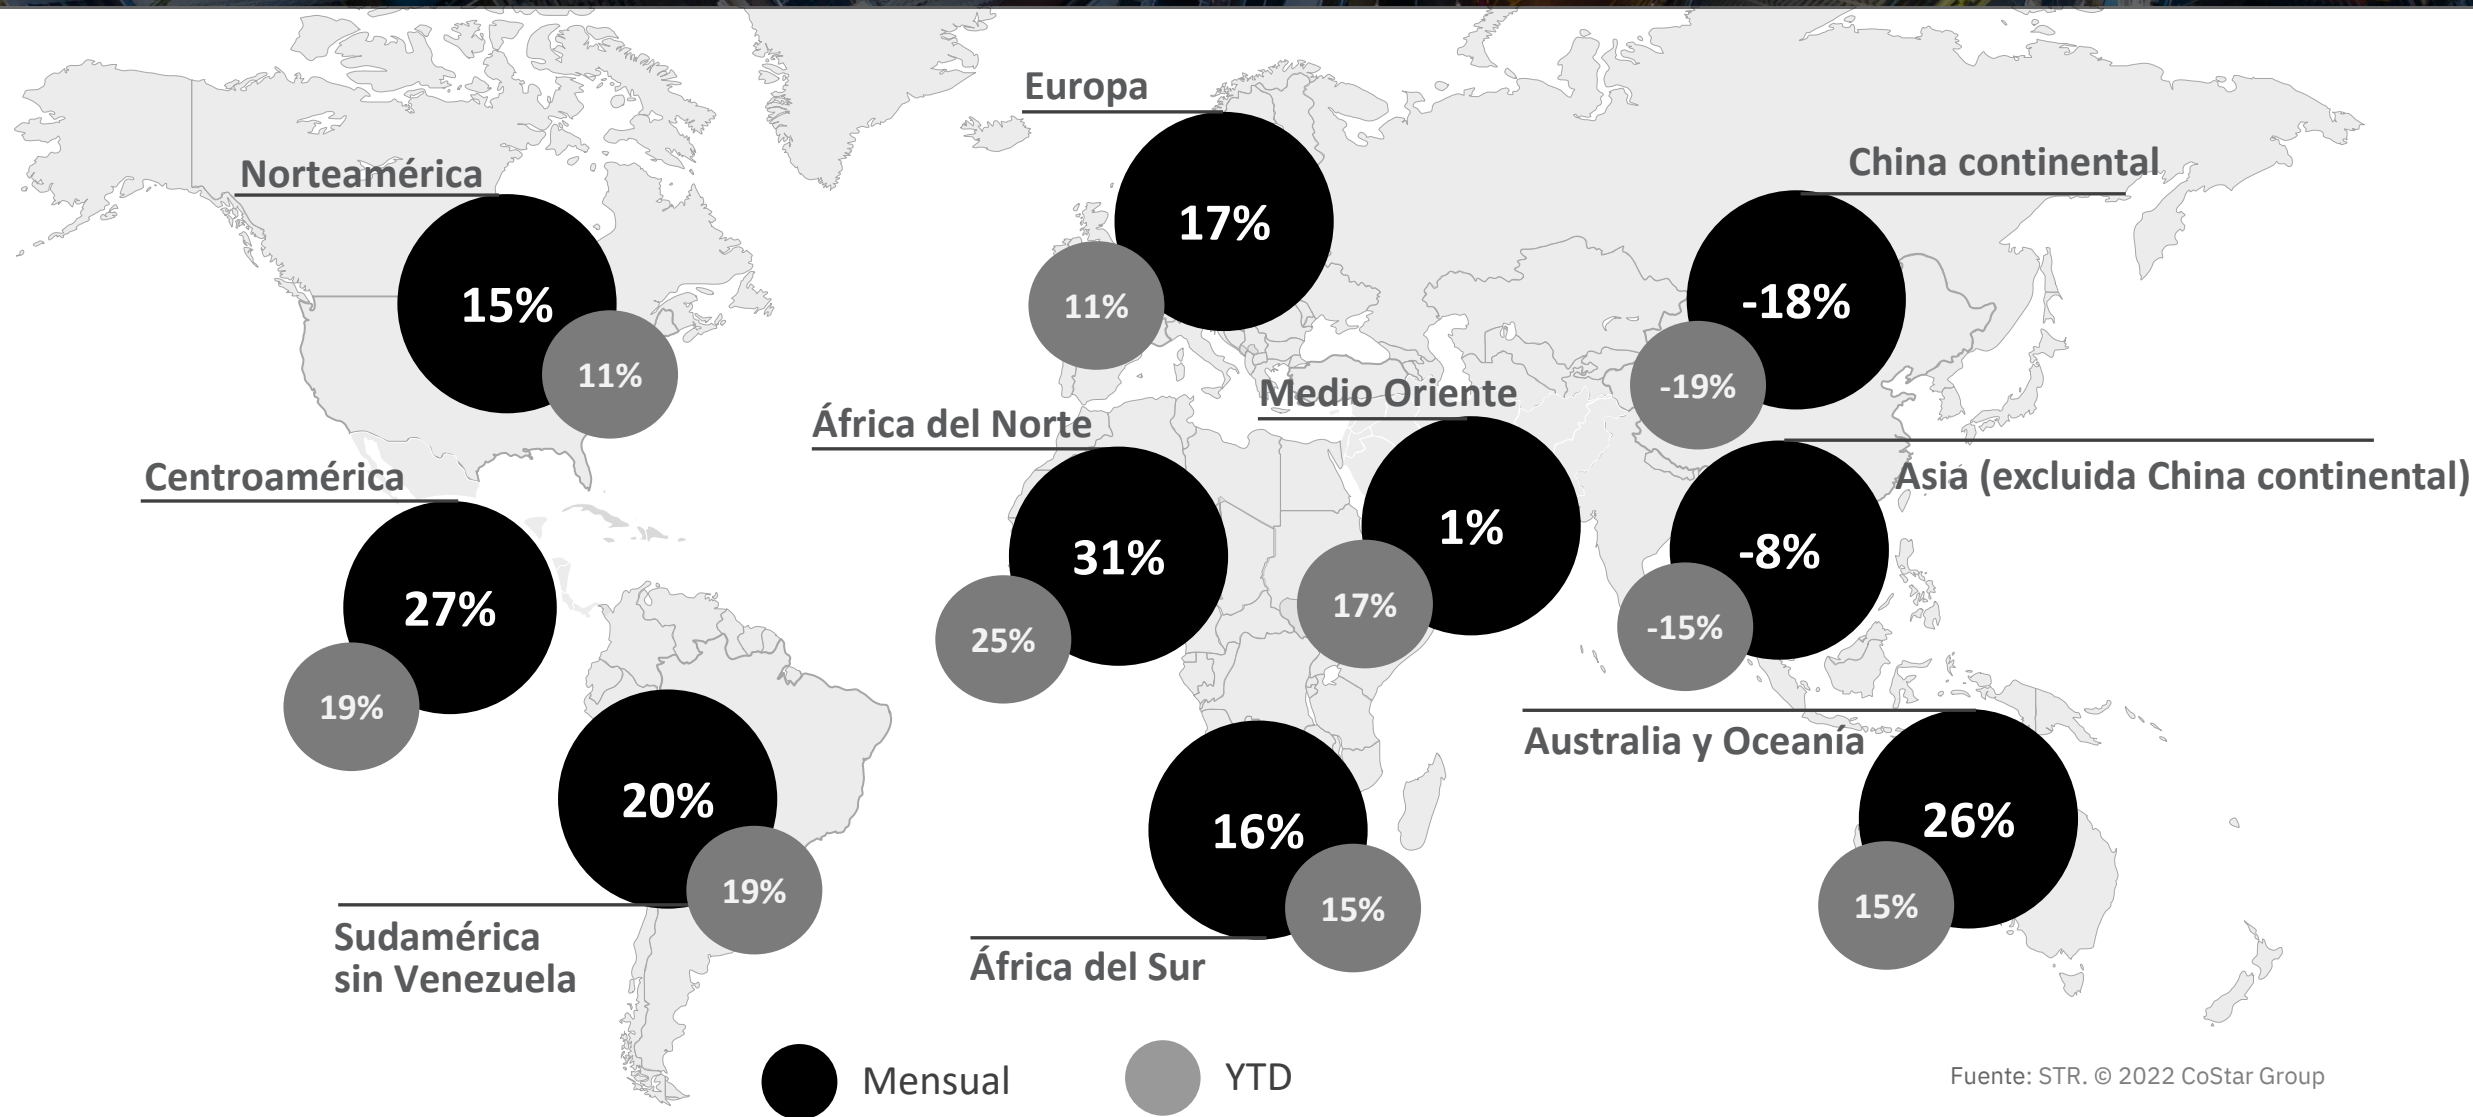 Europa
17%
11%
Norteamérica
15%
11%
China continental
-18%
-19%
Medio Oriente
1%
17%
África del Norte
31%
25%
Centroamérica
27%
19%
Asia (excluida China continental)
-8%
-15%
Sudamérica
sin Venezuela
20%
19%
África del Sur
16%
15%
Australia y Oceanía
26%
15%
Mensual
YTD
Fuente: STR. © 2022 CoStar Group